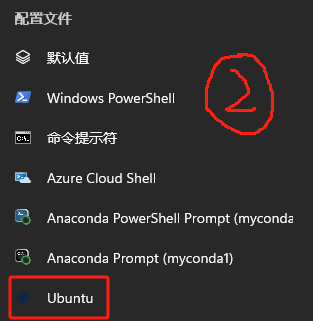 配置文件
默认值
Windows PowerShell
2
命令提示符
Azure Cloud Shell
Anaconda PowerShell Prompt (myconda
Anaconda Prompt (myconda1)
Ubuntu